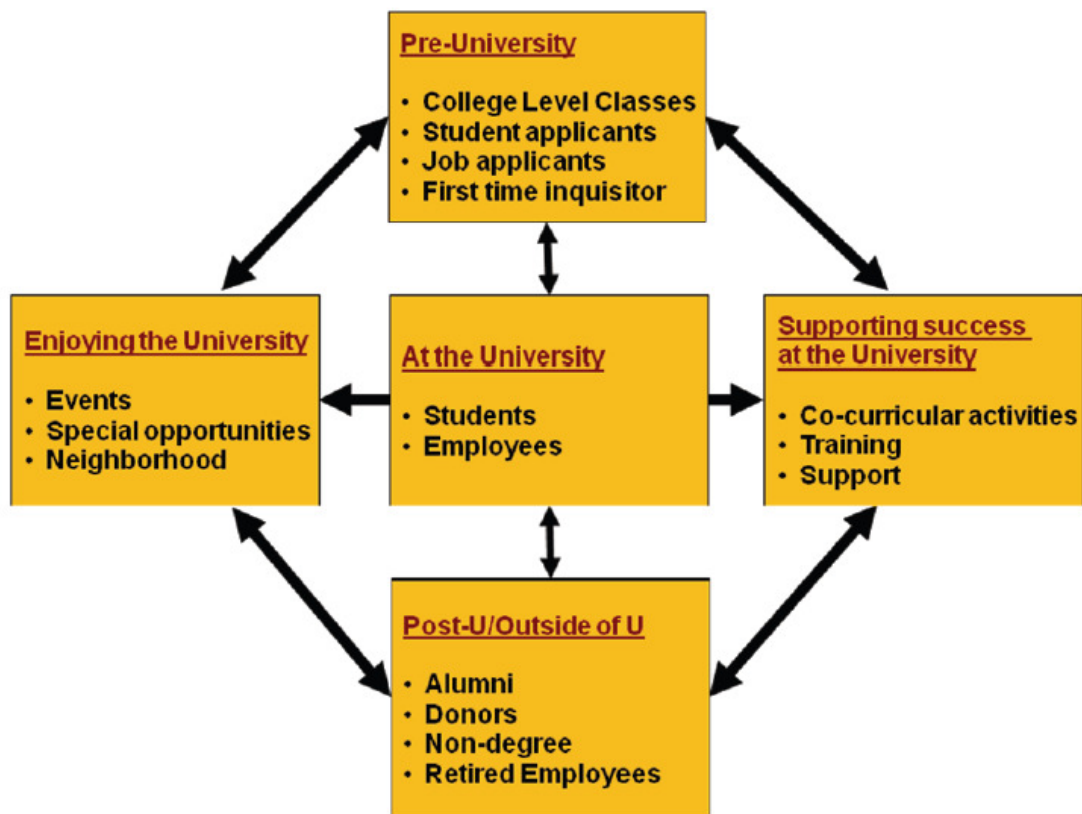 Pre-University
• College Level Classes
• Student applicants
• Job applicants
• First time inquisitor
Enjoying the University
• Events
• Special opportunities
• Neighborhood
At the University
• Students
• Employees
Supporting success
at the University
• Co-curricular activities
• Training
• Support
Post-U/Outside of U
• Alumni
• Donors
• Non-degree
• Retired Employees